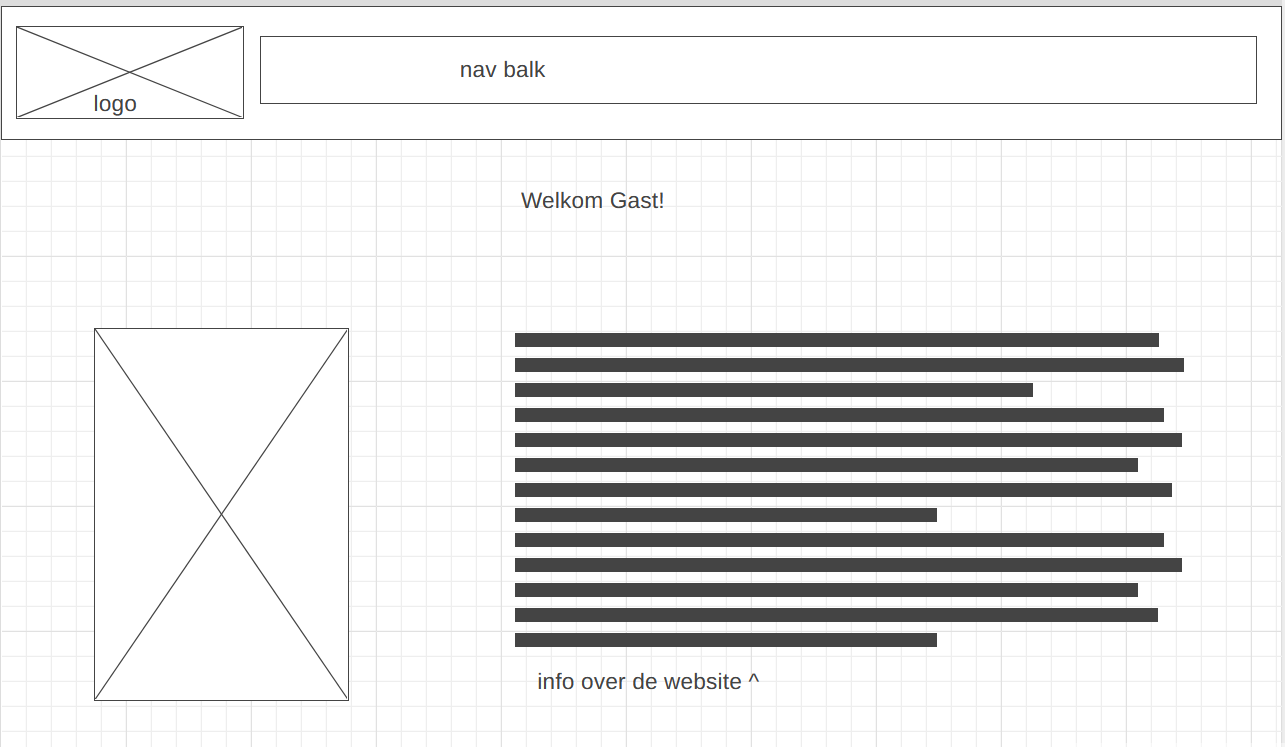 nav balk
logo
Welkom Gast!
info over de website ^